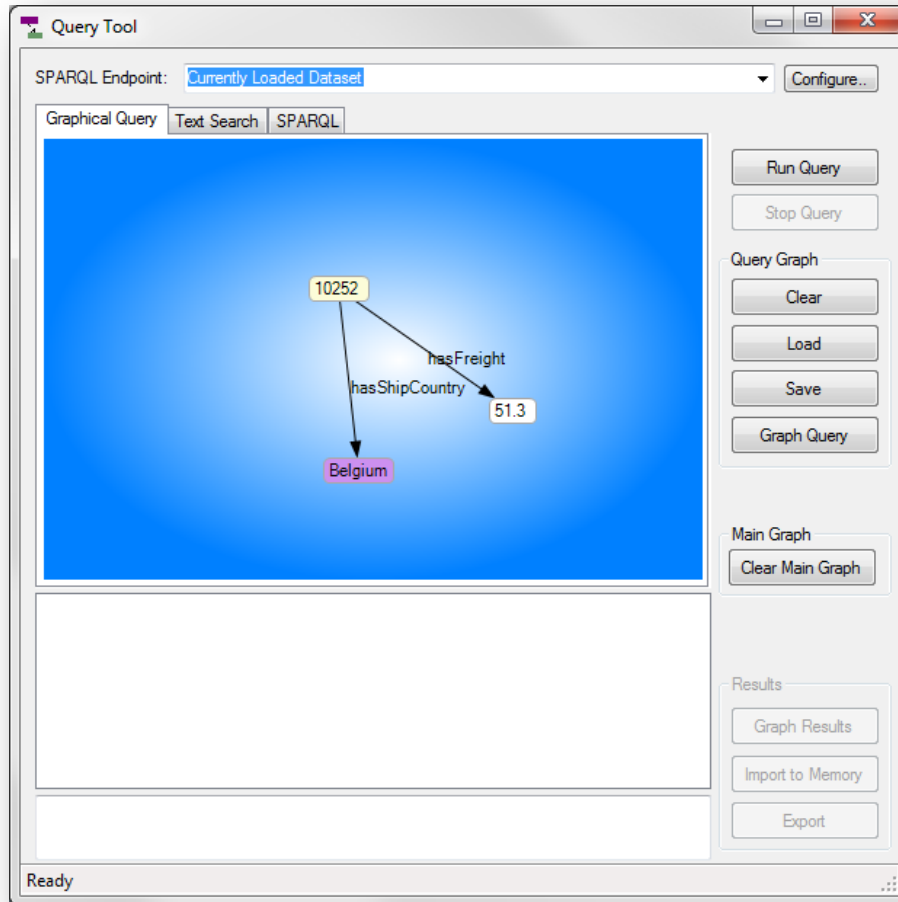 Query Tool
SPARQL Endpoint: Currently Loaded Dataset Configure..
Graphical Query Text Search SPARQL
Run Query
Stop Query
Query Graph
Clear
Load
Save
Graph Query
10252
hasFreight
hasShipCountry
51.3
Belgium
Main Graph
Clear Main Graph
Results
Graph Results
Import to Memory
Export
Ready